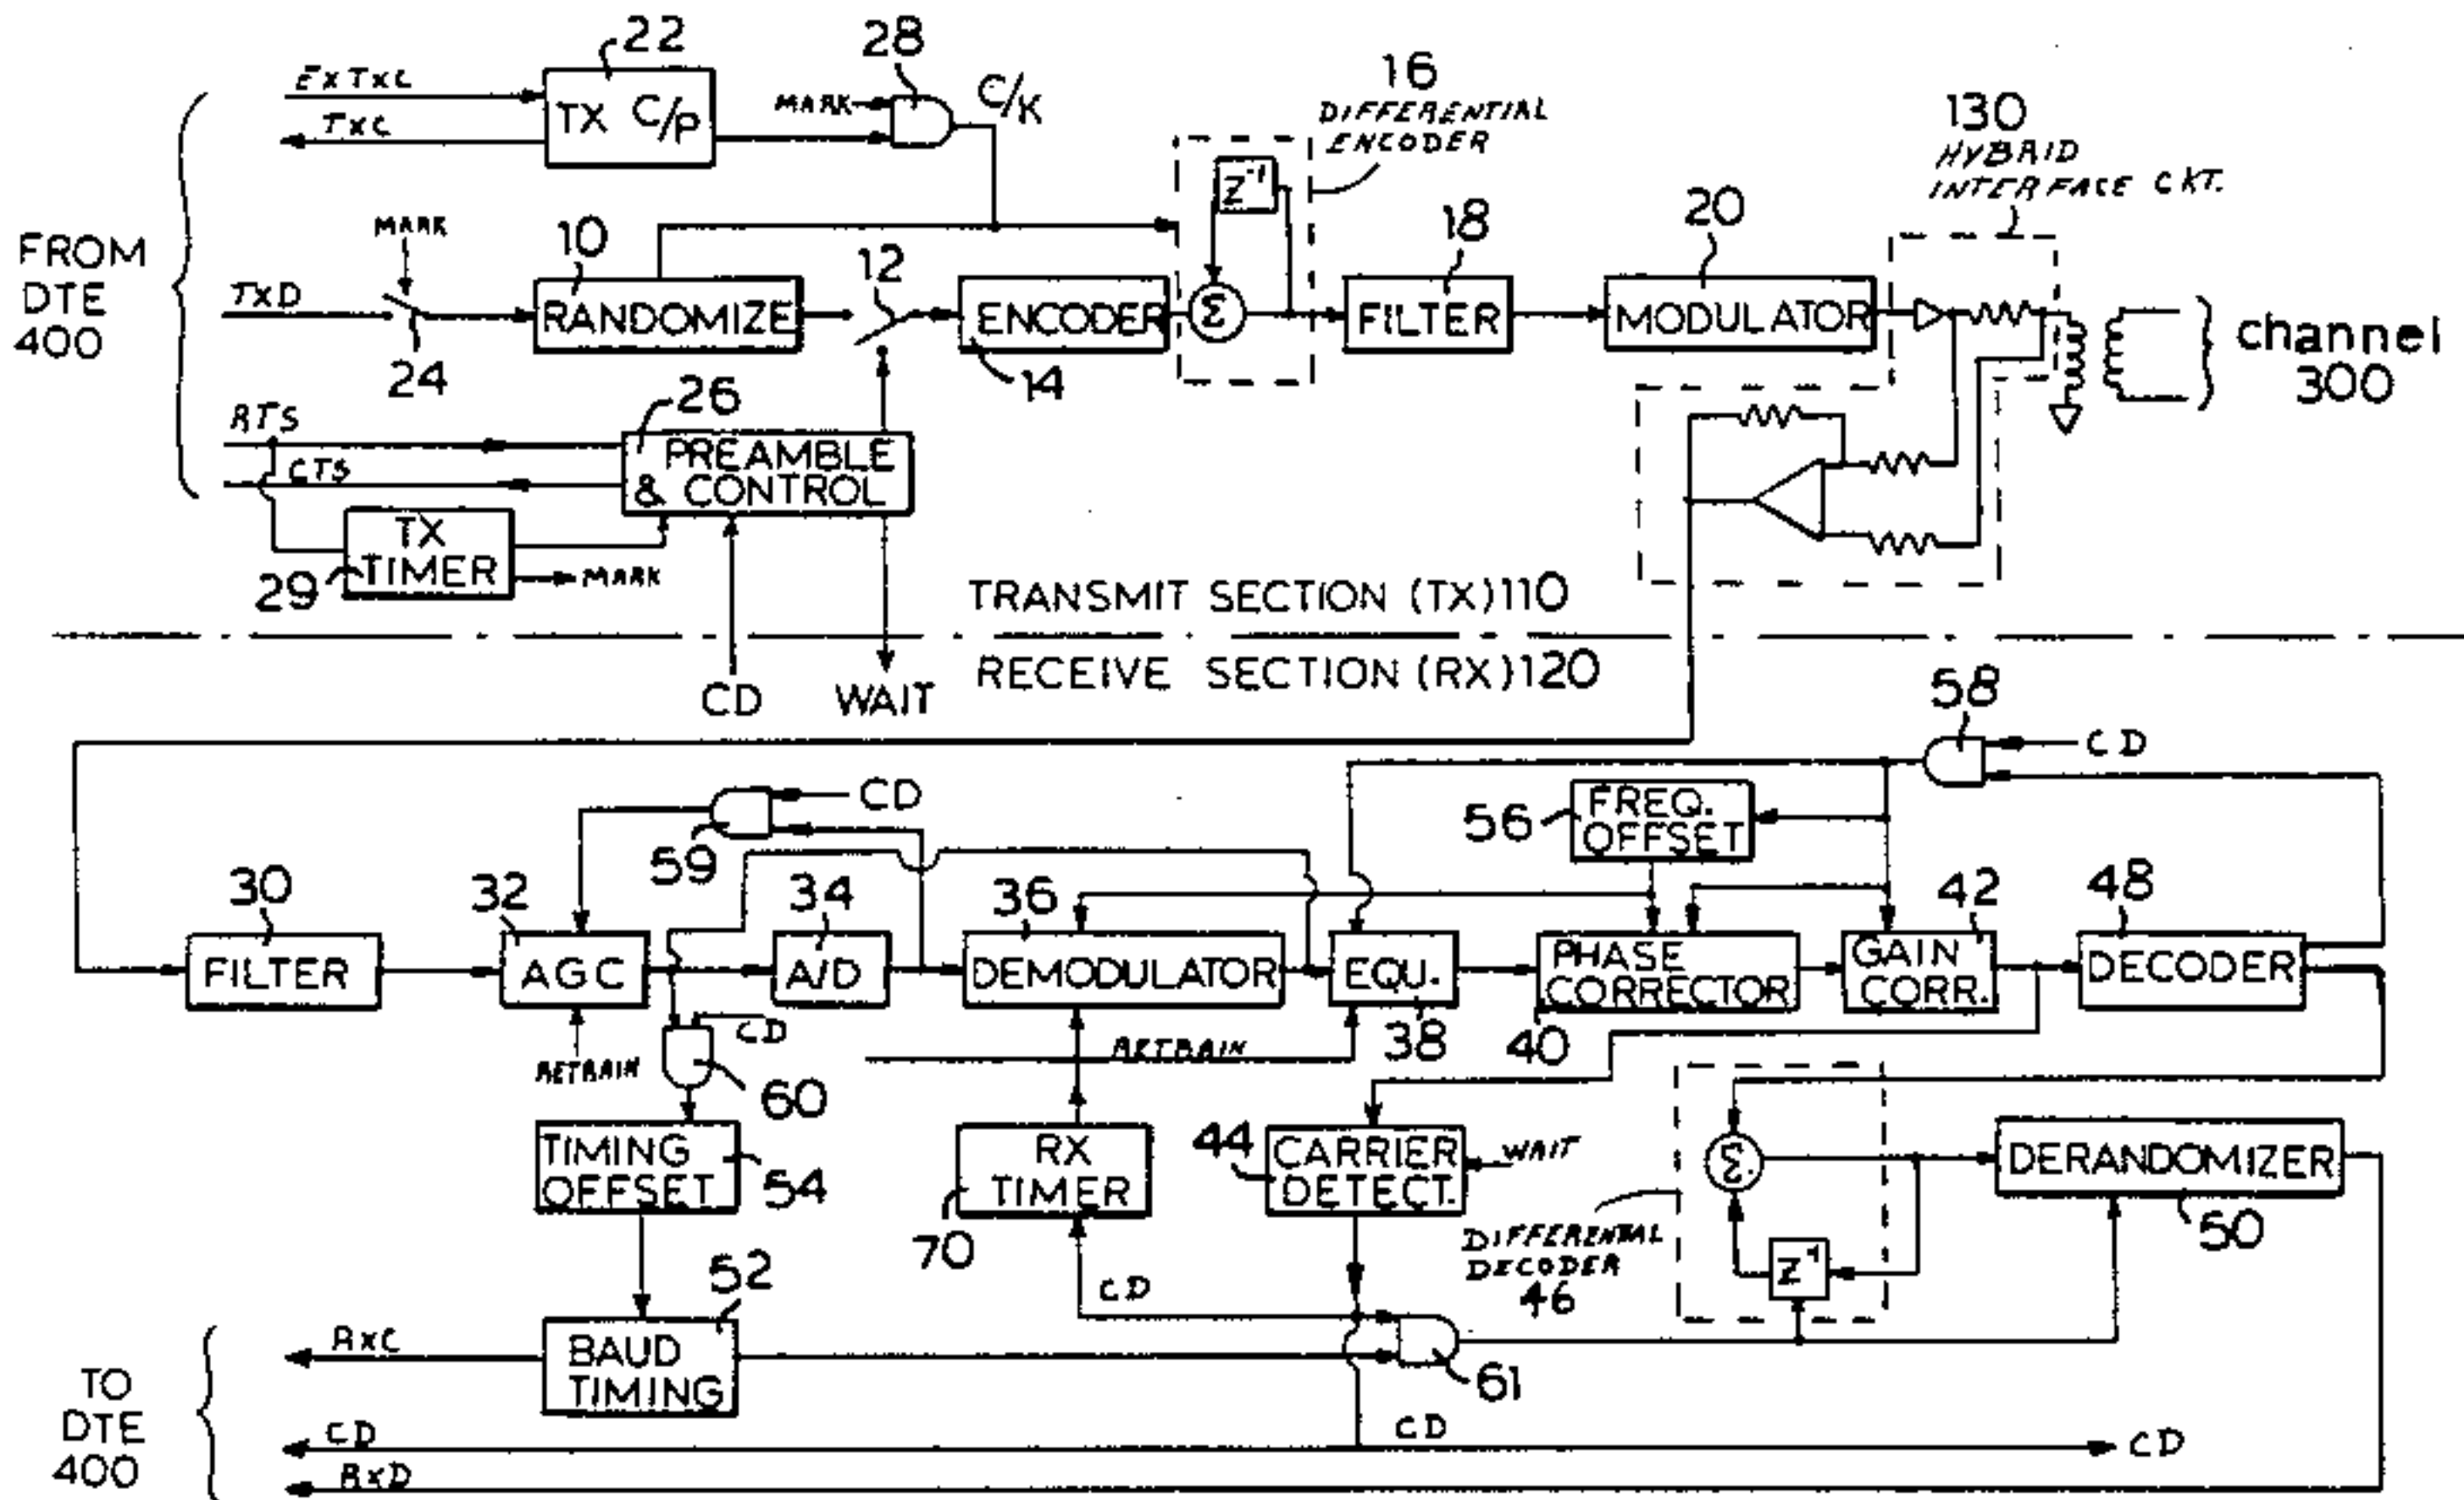 22
28
16
EXTXC
TX C/P
MARK
C/K
DIFFERENTIAL
ENCODER
130
HYBRID
INTERFACE CKT.
TXC
Z⁻¹
FROM
DTE
400
MARK
10
12
18
20
TXD
RANDOMIZE
ENCODER
Σ
FILTER
MODULATOR
channel
300
24
14
RTS
26
PREAMBLE
& CONTROL
CTS
TX
TIMER
29
MARK
TRANSMIT SECTION (TX) 110
RECEIVE SECTION (RX) 120
CD
WAIT
58
CD
CD
59
56
FREQ.
OFFSET
30
32
34
36
42
48
FILTER
AGC
A/D
DEMODULATOR
EQU.
PHASE
CORRECTOR
GAIN
CORR.
DECODER
CD
RETRAIN
RETRAIN
38
40
60
TIMING
OFFSET
54
RX
TIMER
70
44
CARRIER
DETECT.
WAIT
Σ
DERANDOMIZER
50
DIFFERENTIAL
DECODER
46
Z⁻¹
52
CD
RXC
BAUD
TIMING
61
TO
DTE
400
CD
CD
CD
RXD